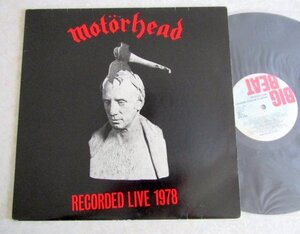 motörhead
RECORDED LIVE 1978
BIG
BEAT